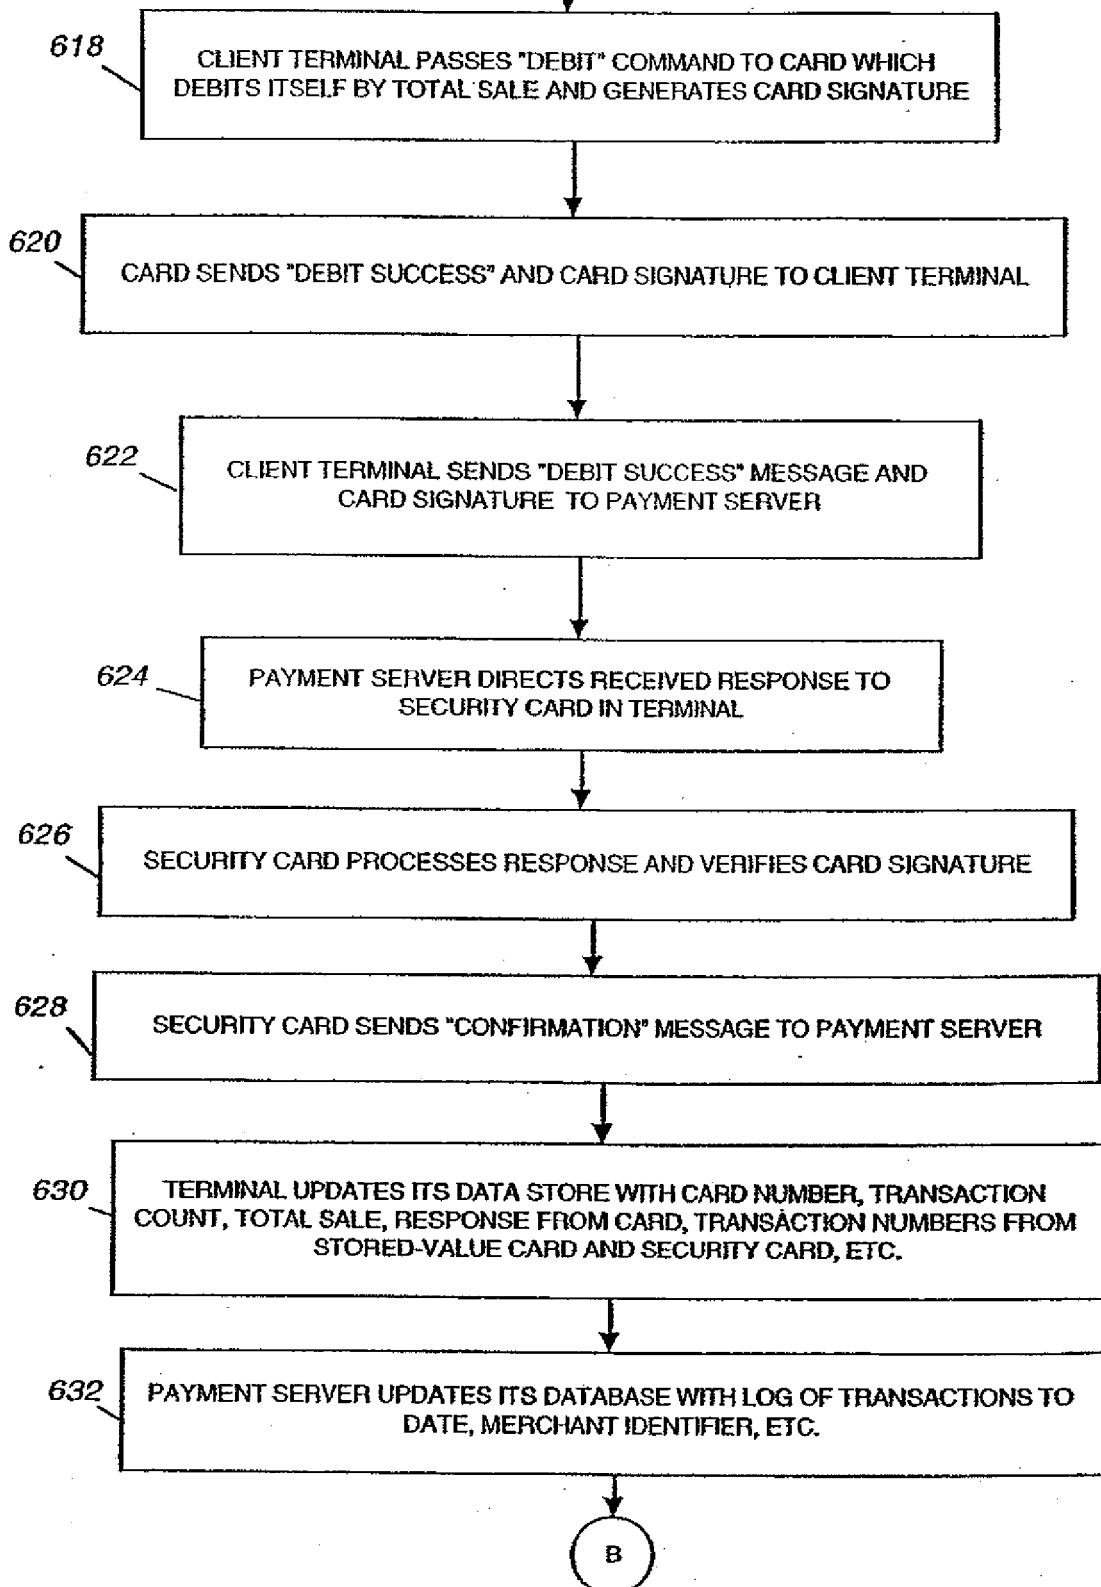 618
CLIENT TERMINAL PASSES "DEBIT" COMMAND TO CARD WHICH
DEBITS ITSELF BY TOTAL SALE AND GENERATES CARD SIGNATURE
620
CARD SENDS "DEBIT SUCCESS" AND CARD SIGNATURE TO CLIENT TERMINAL
622
CLIENT TERMINAL SENDS "DEBIT SUCCESS" MESSAGE AND
CARD SIGNATURE TO PAYMENT SERVER
624
PAYMENT SERVER DIRECTS RECEIVED RESPONSE TO
SECURITY CARD IN TERMINAL
626
SECURITY CARD PROCESSES RESPONSE AND VERIFIES CARD SIGNATURE
628
SECURITY CARD SENDS "CONFIRMATION" MESSAGE TO PAYMENT SERVER
630
TERMINAL UPDATES ITS DATA STORE WITH CARD NUMBER, TRANSACTION
COUNT, TOTAL SALE, RESPONSE FROM CARD, TRANSACTION NUMBERS FROM
STORED-VALUE CARD AND SECURITY CARD, ETC.
632
PAYMENT SERVER UPDATES ITS DATABASE WITH LOG OF TRANSACTIONS TO
DATE, MERCHANT IDENTIFIER, ETC.
B